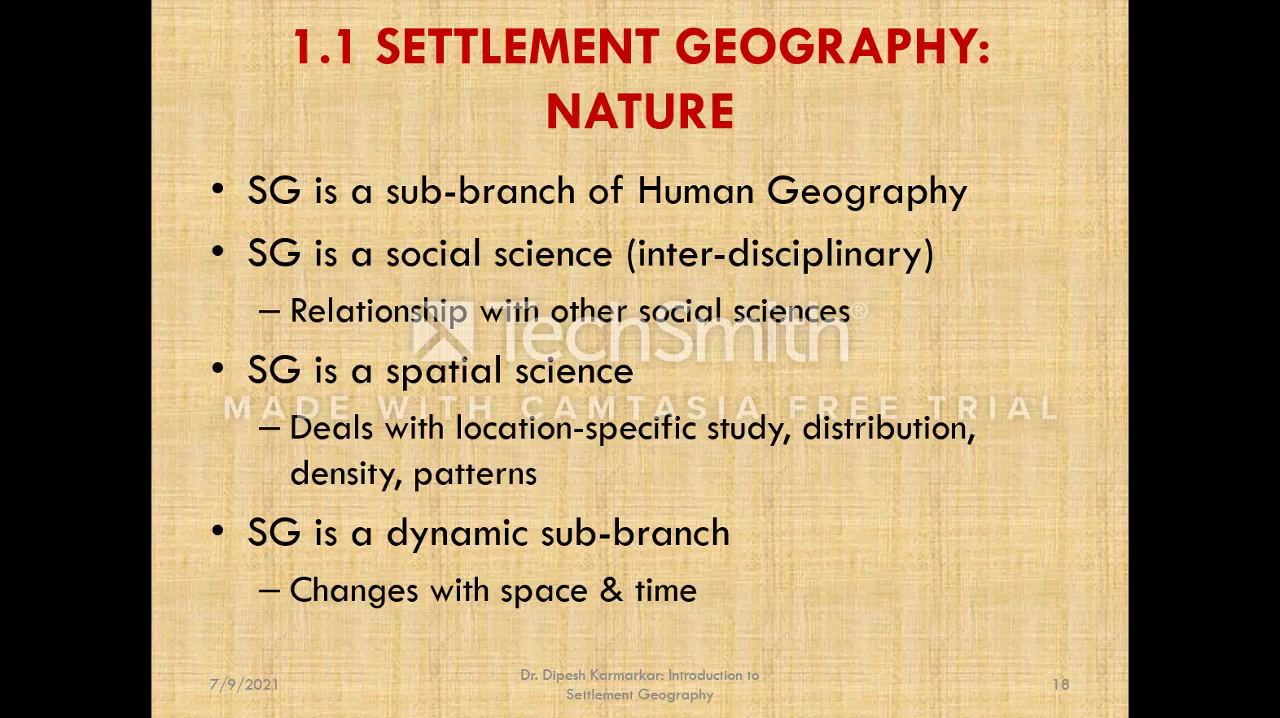 1.1 SETTLEMENT GEOGRAPHY:
NATURE
• SG is a sub-branch of Human Geography
• SG is a social science (inter-disciplinary)
– Relationship with other social sciences
TechSmith®
• SG is a spatial science
MADE WITH CAMTASIA FREE TRIAL
– Deals with location-specific study, distribution,
density, patterns
• SG is a dynamic sub-branch
– Changes with space & time
7/9/2021
Dr. Dipesh Karmarkar: Introduction to
Settlement Geography
18